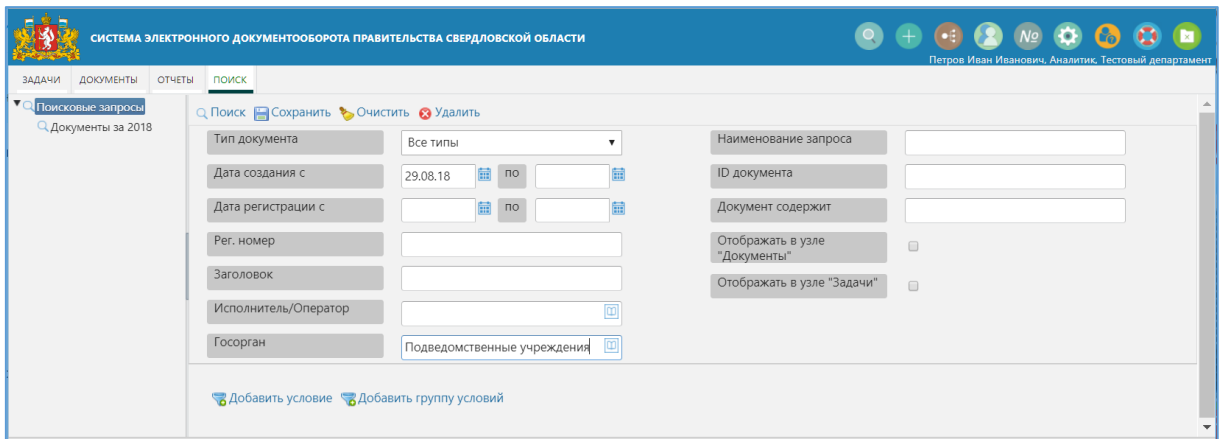 СИСТЕМА ЭЛЕКТРОННОГО ДОКУМЕНТООБОРОТА ПРАВИТЕЛЬСТВА СВЕРДЛОВСКОЙ ОБЛАСТИ
№
Петров Иван Иванович, Аналитик, Тестовый департамент
ЗАДАЧИ ДОКУМЕНТЫ ОТЧЕТЫ ПОИСК
Поисковые запросы
Документы за 2018
Поиск Сохранить Очистить Удалить
Тип документа Все типы
Дата создания с 29.08.18 по
Дата регистрации с по
Рег. номер
Заголовок
Исполнитель/Оператор
Госорган Подведомственные учреждения
Наименование запроса
ID документа
Документ содержит
Отображать в узле
"Документы"
Отображать в узле "Задачи"
Добавить условие Добавить группу условий